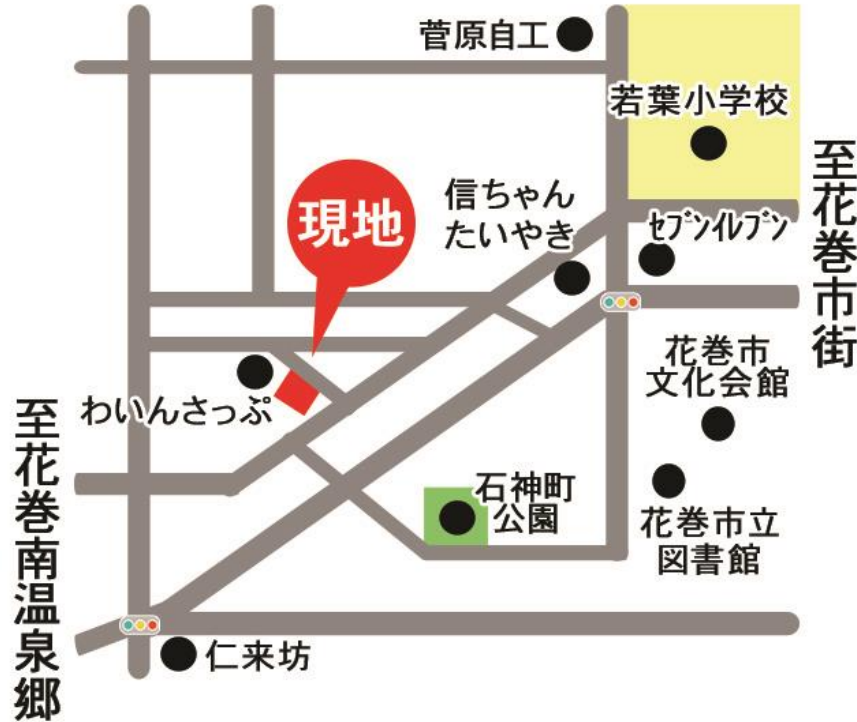 菅原自工
若葉小学校
至花巻市街
信ちゃん
たいやき
セブンイレブン
現地
花巻市
文化会館
わいんさっぷ
石神町
公園
花巻市立
図書館
至花巻南温泉郷
仁来坊